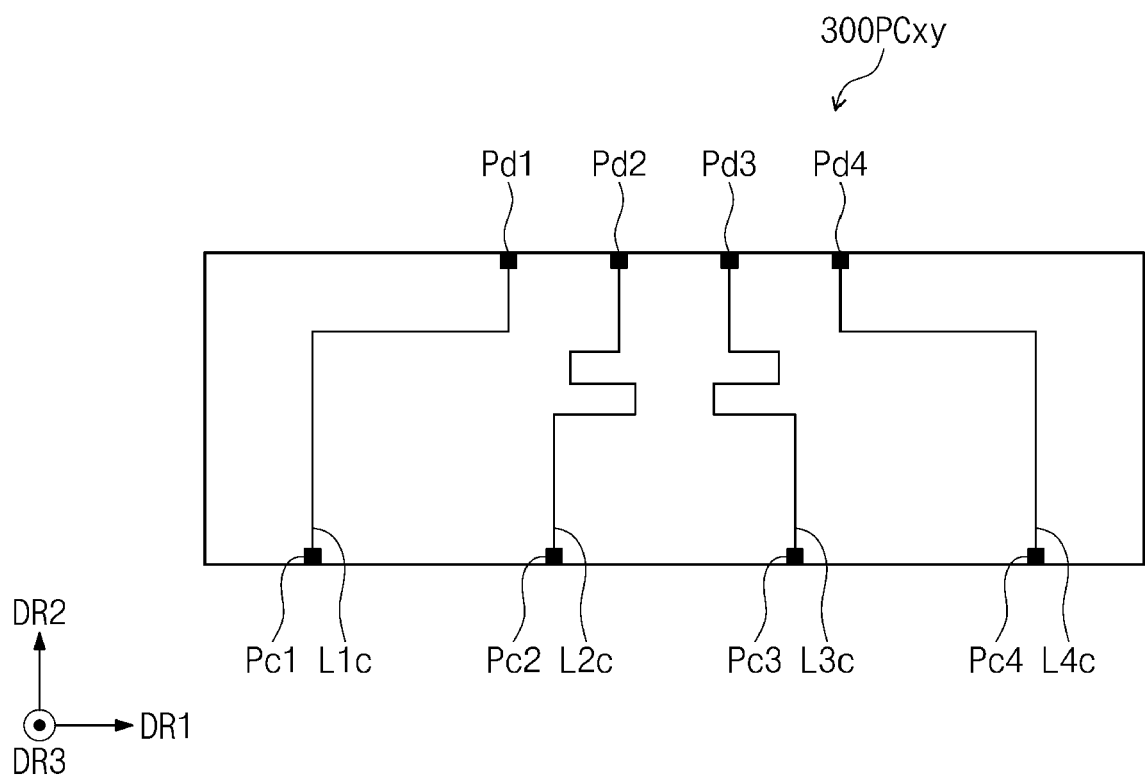 300PCxy
Pd1 Pd2 Pd3 Pd4
Pc1 L1c Pc2 L2c Pc3 L3c Pc4 L4c
DR2
DR1
DR3